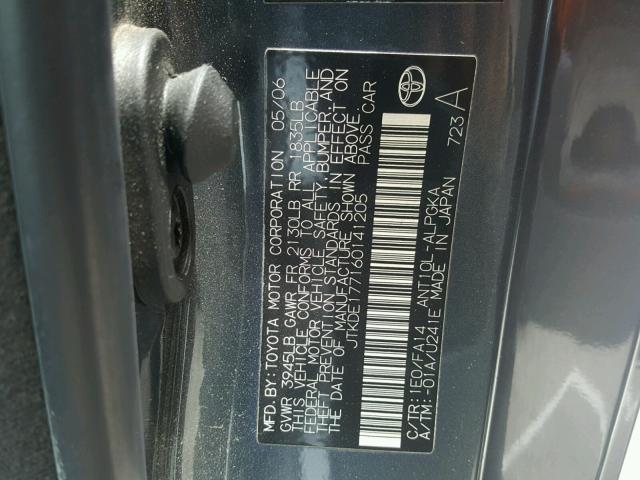 MFD. BY: TOYOTA MOTOR CORPORATION 05/06
GVWR 3945LB GAWR FR 2130LB RR 1835LB
THIS VEHICLE CONFORMS TO ALL APPLICABLE
FEDERAL MOTOR VEHICLE SAFETY, BUMPER, AND
THEFT PREVENTION STANDARDS IN EFFECT ON
THE DATE OF MANUFACTURE SHOWN ABOVE.
JTKDE177160141205 PASS CAR
C/TR: 1E0/FA14 ANT10L-ALPGKA
A/TM: -01A/U241E MADE IN JAPAN 723 A